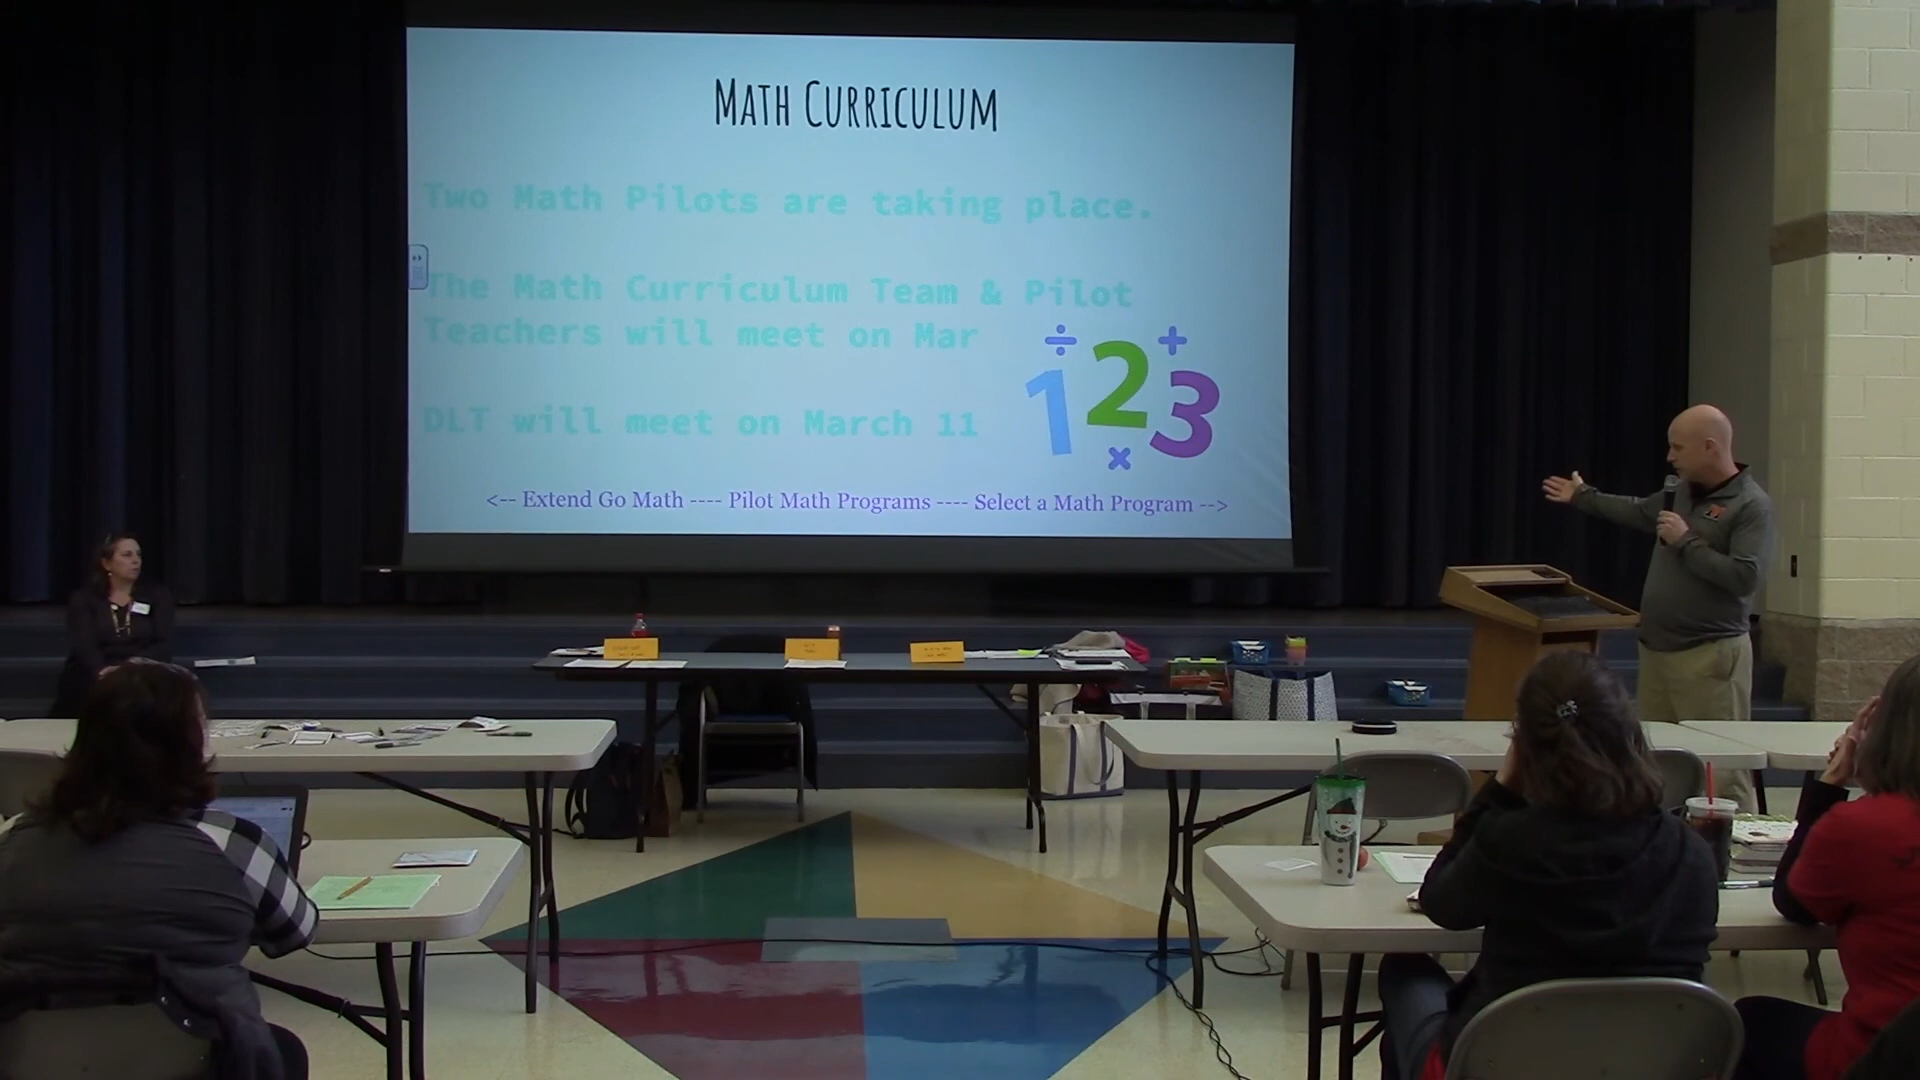 MATH CURRICULUM
Two Math Pilots are taking place.
The Math Curriculum Team & Pilot
Teachers will meet on Mar
DLT will meet on March 11
÷ +
1 2 3
×
<-- Extend Go Math ---- Pilot Math Programs ---- Select a Math Program -->